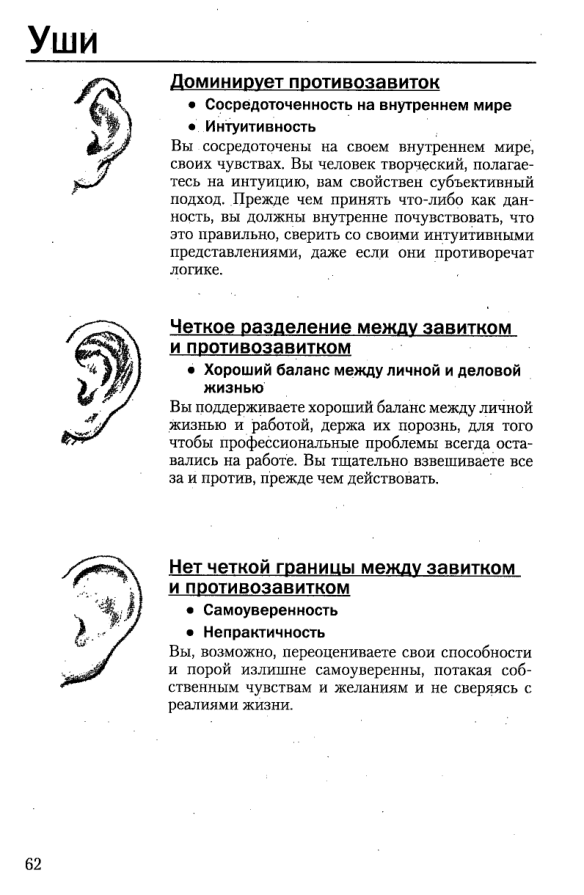 Уши
Доминирует противозавиток
• Сосредоточенность на внутреннем мире
• Интуитивность
Вы сосредоточены на своем внутреннем мире,
своих чувствах. Вы человек творческий, полагае-
тесь на интуицию, вам свойствен субъективный
подход. Прежде чем принять что-либо как дан-
ность, вы должны внутренне почувствовать, что
это правильно, сверить со своими интуитивными
представлениями, даже если они противоречат
логике.
Четкое разделение между завитком
и противозавитком
• Хороший баланс между личной и деловой
жизнью
Вы поддерживаете хороший баланс между личной
жизнью и работой, держа их порознь, для того
чтобы профессиональные проблемы всегда оста-
вались на работе. Вы тщательно взвешиваете все
за и против, прежде чем действовать.
Нет четкой границы между завитком
и противозавитком
• Самоуверенность
• Непрактичность
Вы, возможно, переоцениваете свои способности
и порой излишне самоуверенны, потакая соб-
ственным чувствам и желаниям и не сверяясь с
реалиями жизни.
62